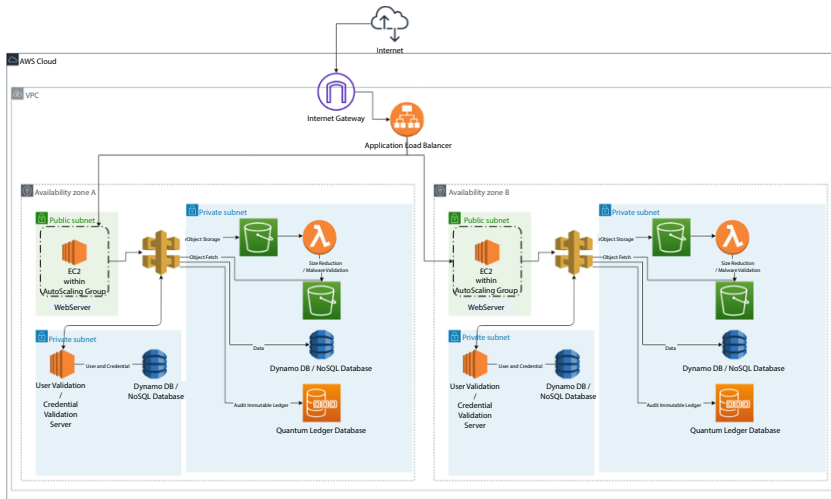 Internet
AWS Cloud
VPC
Internet Gateway
Application Load Balancer
Availability zone A
Public subnet
EC2
within
AutoScaling Group
WebServer
Private subnet
rObject Storage
Object Fetch
Size Reduction
/ Malware Validation
Data
Dynamo DB / NoSQL Database
Audit Immutable Ledger
Quantum Ledger Database
Private subnet
User and Credential
User Validation
/
Credential
Validation
Server
Dynamo DB /
NoSQL Database
Availability zone B
Public subnet
EC2
within
AutoScaling Group
WebServer
Private subnet
rObject Storage
Object Fetch
Size Reduction
/ Malware Validation
Data
Dynamo DB / NoSQL Database
Audit Immutable Ledger
Quantum Ledger Database
Private subnet
User and Credential
User Validation
/
Credential
Validation
Server
Dynamo DB /
NoSQL Database